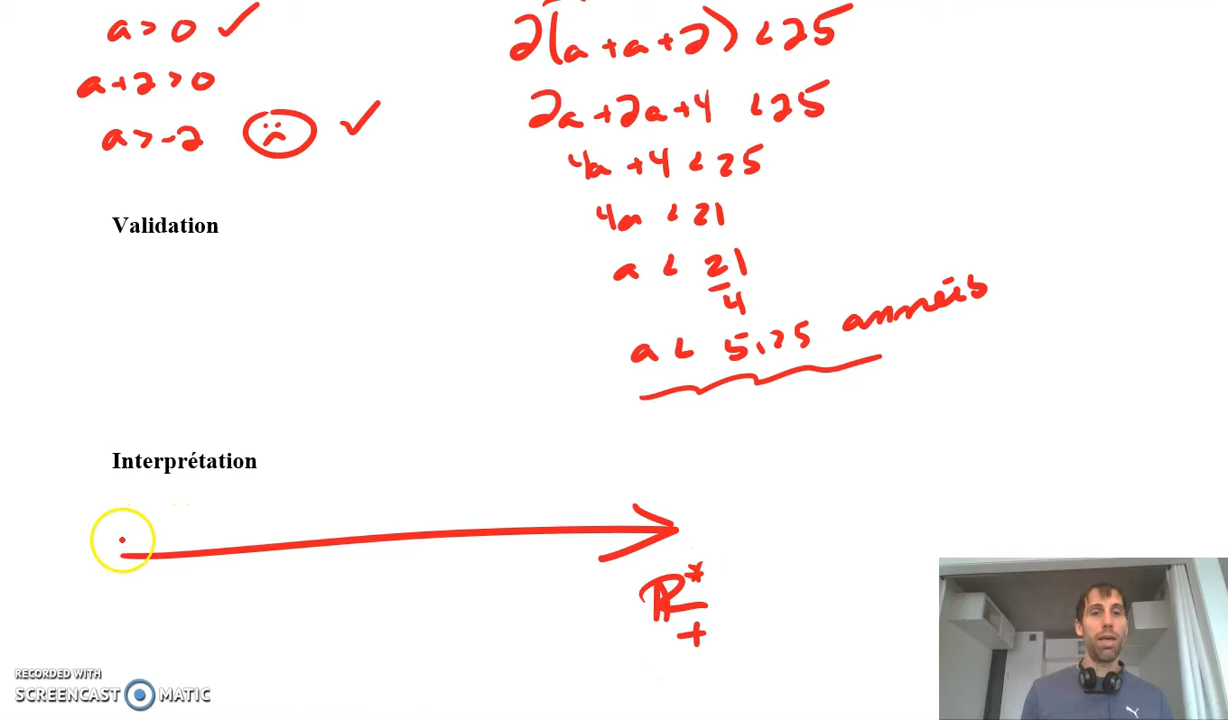 a > 0 ✓
a + 2 > 0
a > -2 ✓
2(a + a + 2) < 25
2a + 2a + 4 < 25
4a + 4 < 25
4a < 21
a < 21/4
a < 5,25 années
Validation
Interprétation
ℝ*+
RECORDED WITH
SCREENCAST MATIC